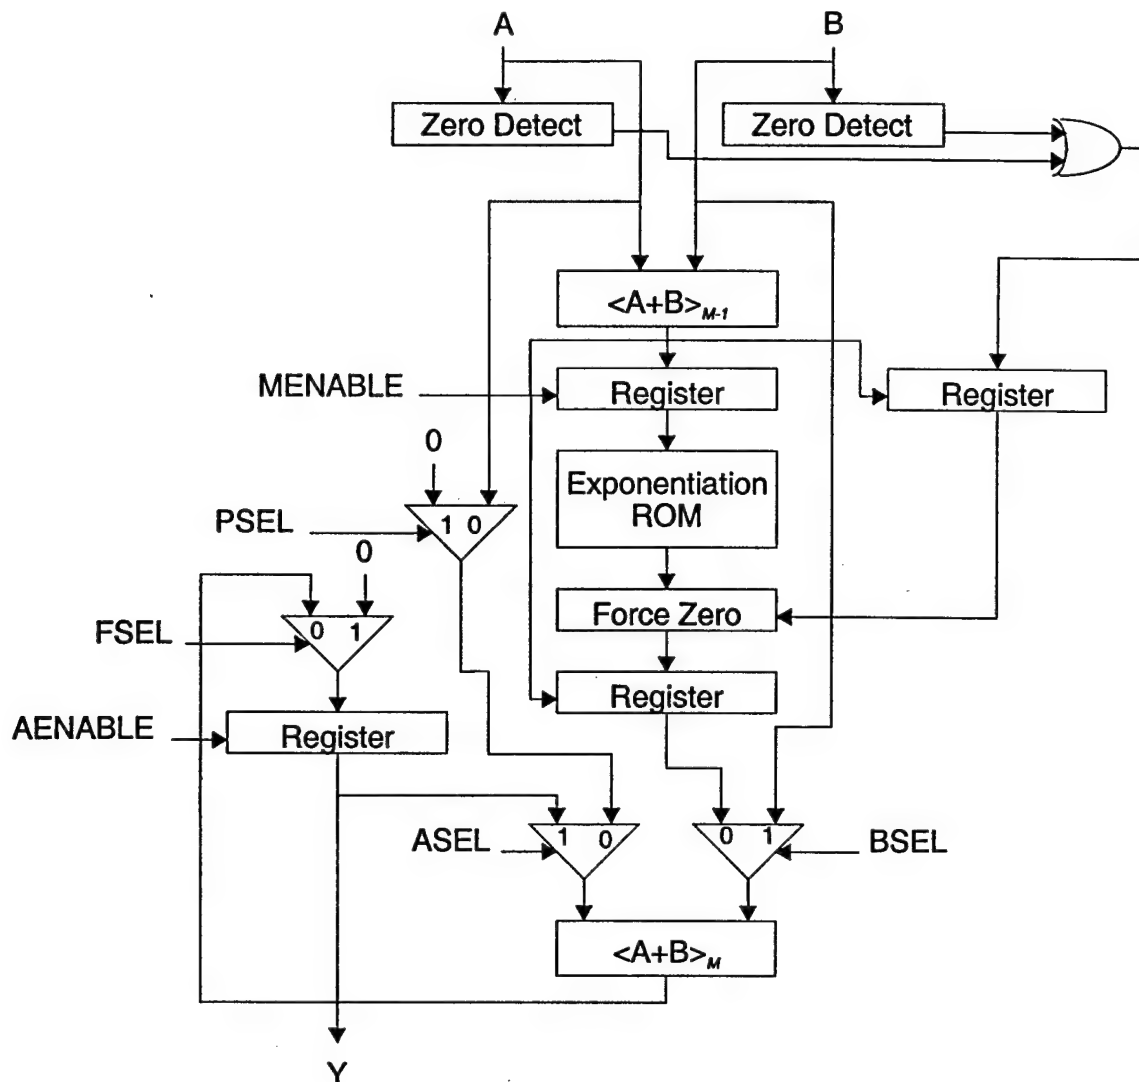 A
B
Zero Detect
Zero Detect
<A+B>M-1
MENABLE
Register
Register
0
Exponentiation
ROM
PSEL
1 0
0
Force Zero
FSEL
0 1
Register
AENABLE
Register
ASEL
1 0
0 1
BSEL
<A+B>M
Y